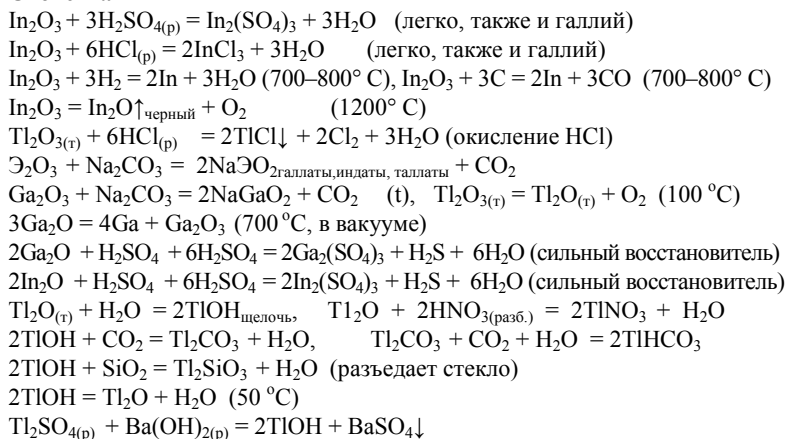 In₂O₃ + 3H₂SO₄₍ₚ₎ = In₂(SO₄)₃ + 3H₂O (легко, также и галлий)
In₂O₃ + 6HCl₍ₚ₎ = 2InCl₃ + 3H₂O (легко, также и галлий)
In₂O₃ + 3H₂ = 2In + 3H₂O (700–800° C), In₂O₃ + 3C = 2In + 3CO (700–800° C)
In₂O₃ = In₂O↑черный + O₂ (1200° C)
Tl₂O₃(т) + 6HCl(р) = 2TlCl↓ + 2Cl₂ + 3H₂O (окисление HCl)
Э₂O₃ + Na₂CO₃ = 2NaЭO₂галлаты,индаты, таллаты + CO₂
Ga₂O₃ + Na₂CO₃ = 2NaGaO₂ + CO₂ (t), Tl₂O₃(т) = Tl₂O(т) + O₂ (100 °C)
3Ga₂O = 4Ga + Ga₂O₃ (700 °C, в вакууме)
2Ga₂O + H₂SO₄ + 6H₂SO₄ = 2Ga₂(SO₄)₃ + H₂S + 6H₂O (сильный восстановитель)
2In₂O + H₂SO₄ + 6H₂SO₄ = 2In₂(SO₄)₃ + H₂S + 6H₂O (сильный восстановитель)
Tl₂O(т) + H₂O = 2TlOHщелочь, T1₂O + 2HNO₃(разб.) = 2TlNO₃ + H₂O
2TlOH + CO₂ = Tl₂CO₃ + H₂O, Tl₂CO₃ + CO₂ + H₂O = 2TlHCO₃
2TlOH + SiO₂ = Tl₂SiO₃ + H₂O (разъедает стекло)
2TlOH = Tl₂O + H₂O (50 °C)
Tl₂SO₄(р) + Ba(OH)₂(р) = 2TlOH + BaSO₄↓